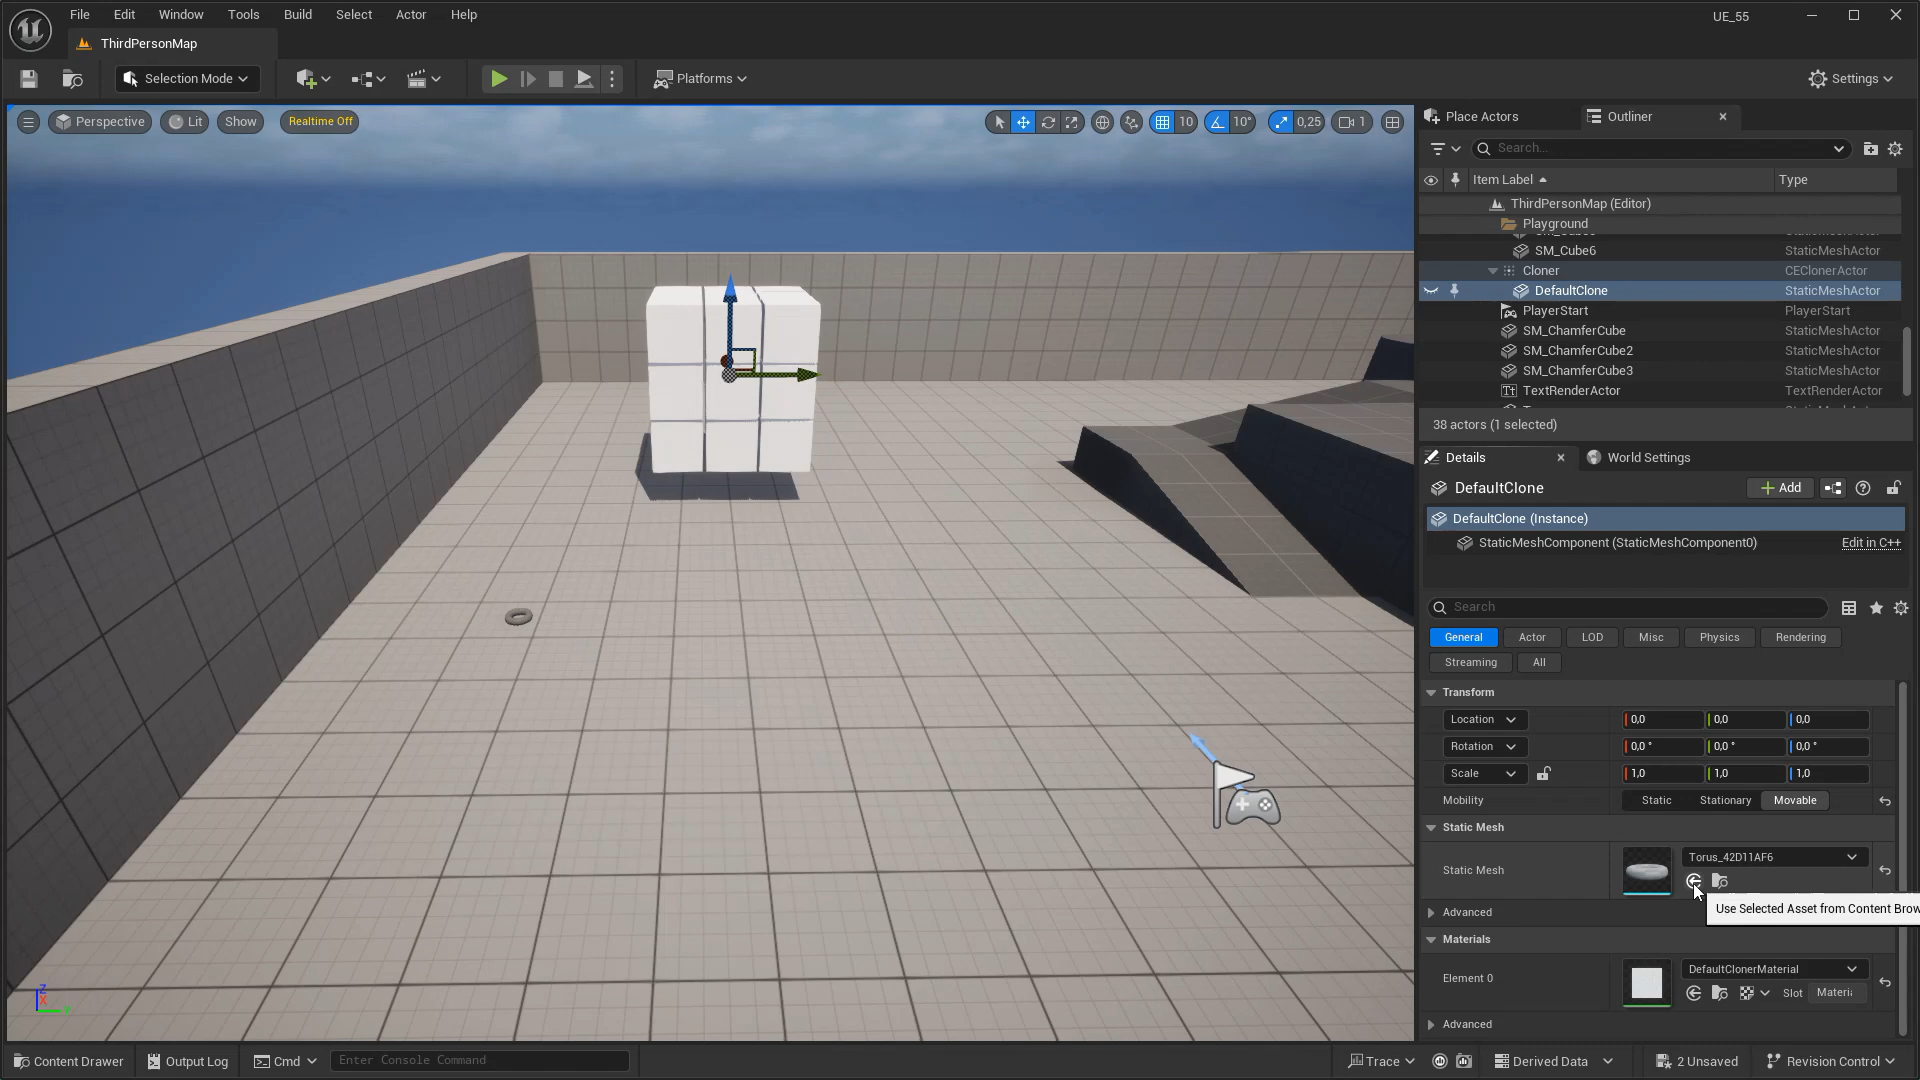 File Edit Window Tools Build Select Actor Help
UE_55
ThirdPersonMap
Selection Mode
Platforms
Settings
Perspective Lit Show Realtime Off
10 10° 0,25 1
Place Actors
Outliner
Search...
Item Label Type
ThirdPersonMap (Editor)
Playground
SM_Cube6 StaticMeshActor
Cloner CEClonerActor
DefaultClone StaticMeshActor
PlayerStart PlayerStart
SM_ChamferCube StaticMeshActor
SM_ChamferCube2 StaticMeshActor
SM_ChamferCube3 StaticMeshActor
TextRenderActor TextRenderActor
38 actors (1 selected)
Details
World Settings
DefaultClone
Add
DefaultClone (Instance)
StaticMeshComponent (StaticMeshComponent0) Edit in C++
Search
General Actor LOD Misc Physics Rendering
Streaming All
Transform
Location 0,0 0,0 0,0
Rotation 0,0 ° 0,0 ° 0,0 °
Scale 1,0 1,0 1,0
Mobility Static Stationary Movable
Static Mesh
Static Mesh Torus_42D11AF6
Use Selected Asset from Content Brow
Advanced
Materials
Element 0 DefaultClonerMaterial
Slot Materi
Advanced
Z
X
Y
Content Drawer Output Log Cmd Enter Console Command
Trace Derived Data 2 Unsaved Revision Control